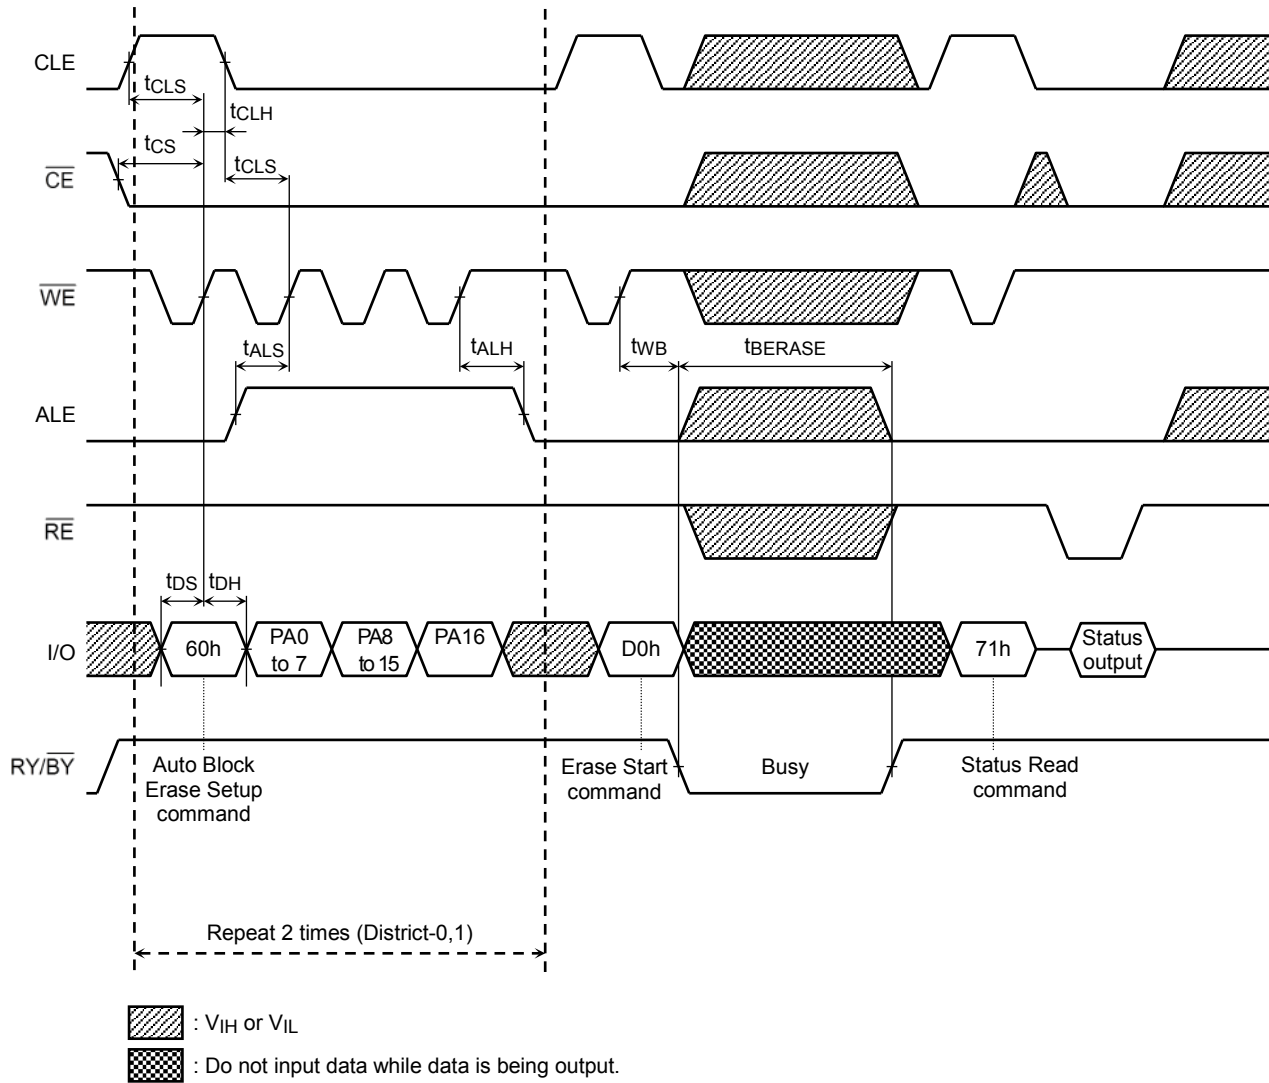 CLE
tCLS
tCLH
tCS
tCLS
CE
WE
tALS
tALH
tWB
tBERASE
ALE
RE
tDS
tDH
I/O
60h
PA0
to 7
PA8
to 15
PA16
D0h
71h
Status
output
RY/BY
Auto Block
Erase Setup
command
Erase Start
command
Busy
Status Read
command
Repeat 2 times (District-0,1)
: VIH or VIL
: Do not input data while data is being output.